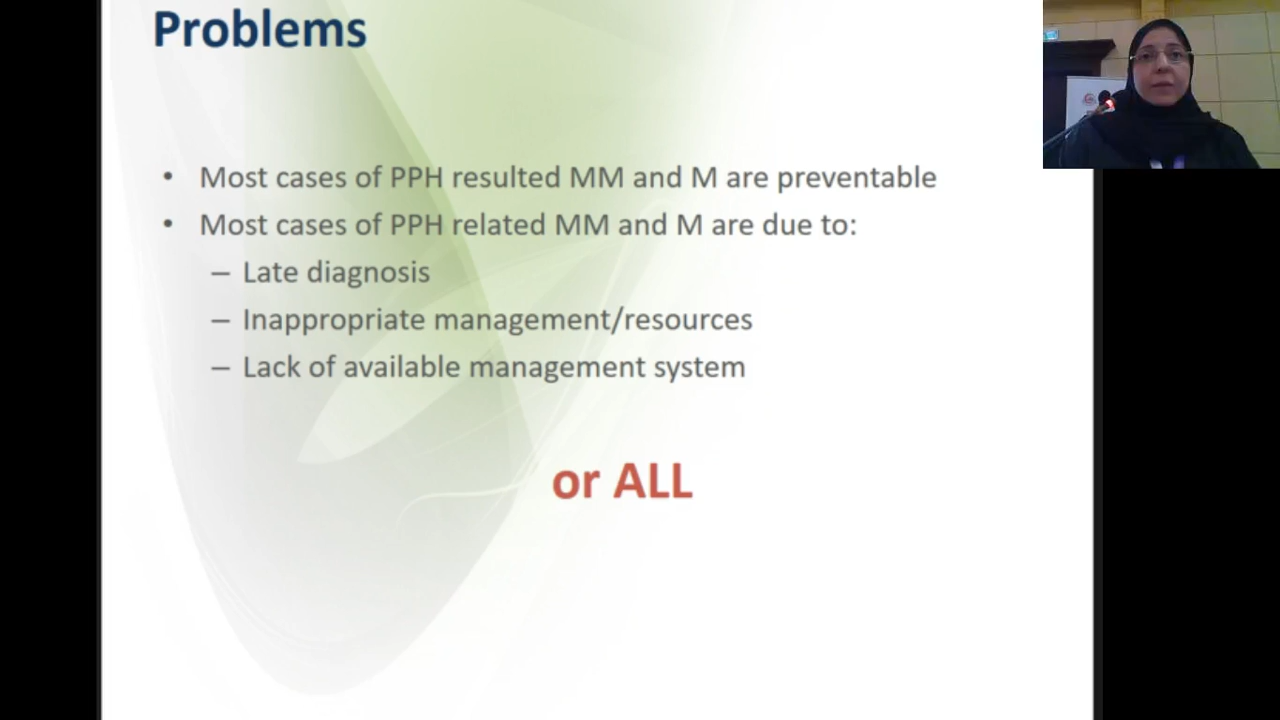 Problems
• Most cases of PPH resulted MM and M are preventable
• Most cases of PPH related MM and M are due to:
– Late diagnosis
– Inappropriate management/resources
– Lack of available management system
or ALL